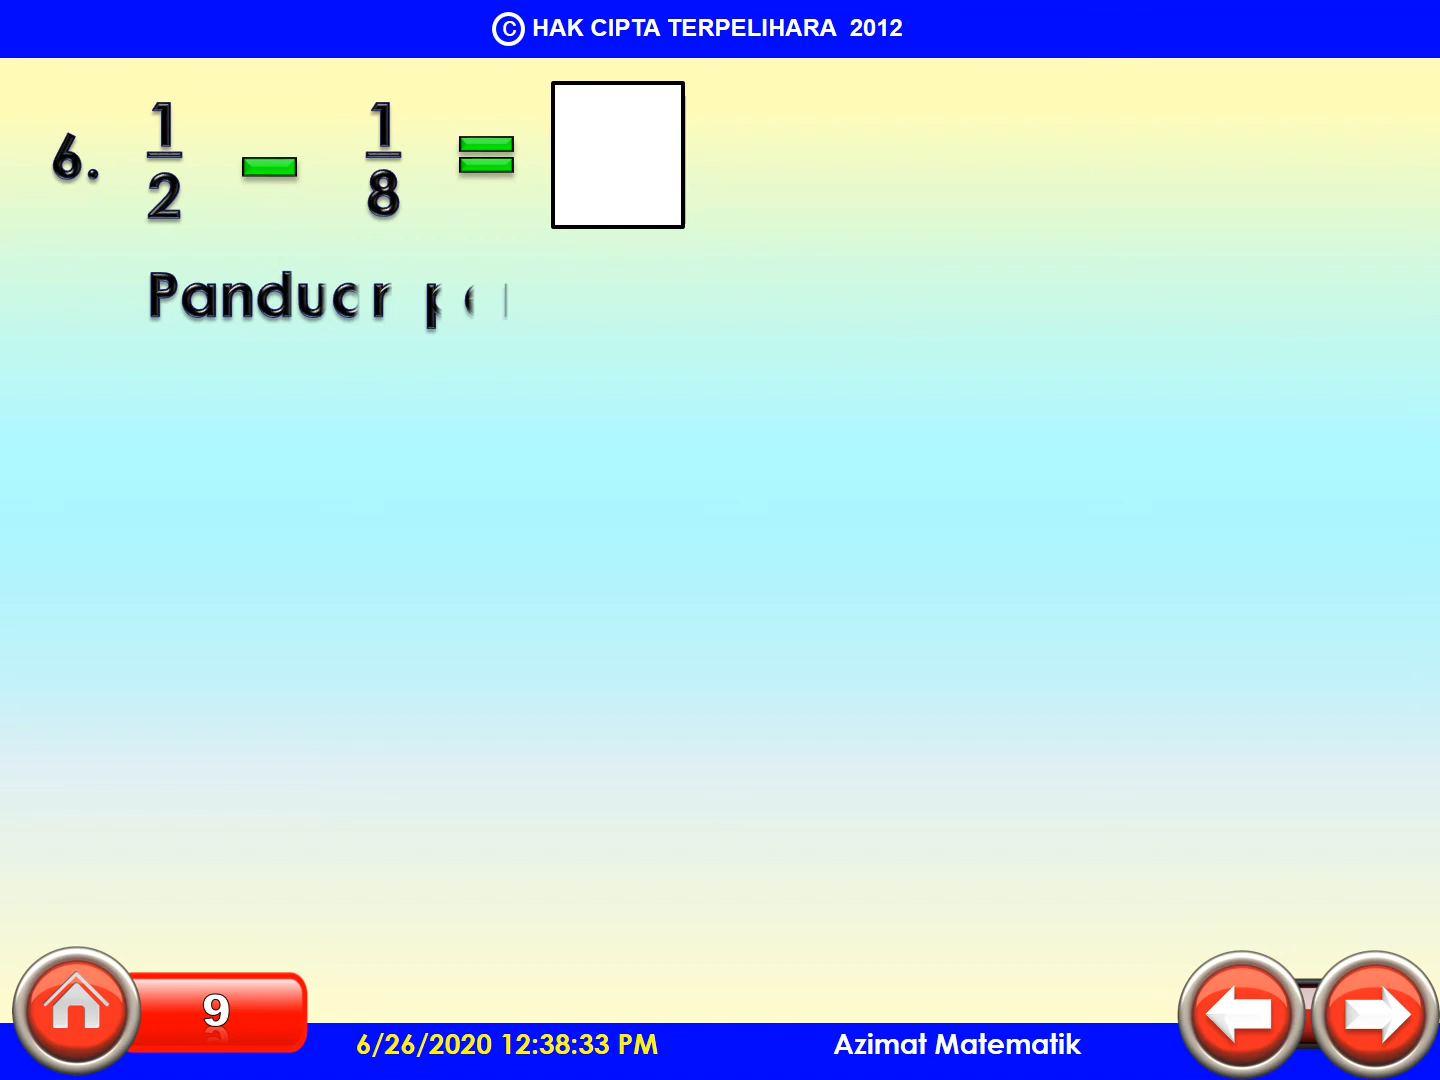 © HAK CIPTA TERPELIHARA 2012
6. 1/2 - 1/8 =
9
6/26/2020 12:38:33 PM
Azimat Matematik